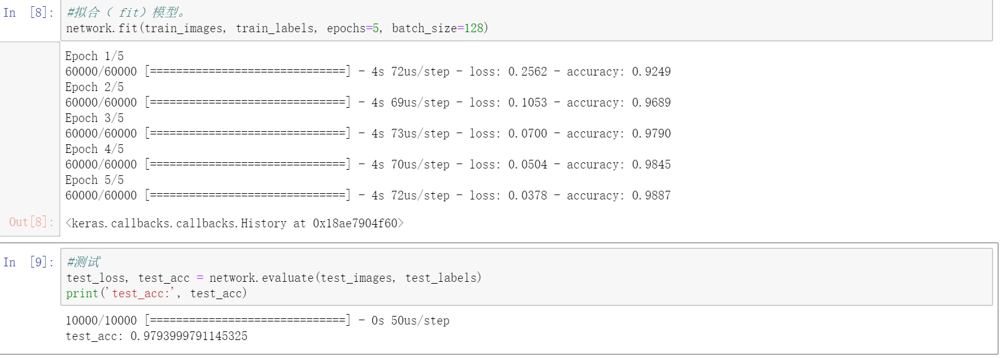 In [8]: #拟合（ fit）模型。
network.fit(train_images, train_labels, epochs=5, batch_size=128)
Epoch 1/5
60000/60000 [==============================] - 4s 72us/step - loss: 0.2562 - accuracy: 0.9249
Epoch 2/5
60000/60000 [==============================] - 4s 69us/step - loss: 0.1053 - accuracy: 0.9689
Epoch 3/5
60000/60000 [==============================] - 4s 73us/step - loss: 0.0700 - accuracy: 0.9790
Epoch 4/5
60000/60000 [==============================] - 4s 70us/step - loss: 0.0504 - accuracy: 0.9845
Epoch 5/5
60000/60000 [==============================] - 4s 72us/step - loss: 0.0378 - accuracy: 0.9887
Out[8]: <keras.callbacks.callbacks.History at 0x18ae7904f60>
In [9]: #测试
test_loss, test_acc = network.evaluate(test_images, test_labels)
print('test_acc:', test_acc)
10000/10000 [==============================] - 0s 50us/step
test_acc: 0.9793999791145325